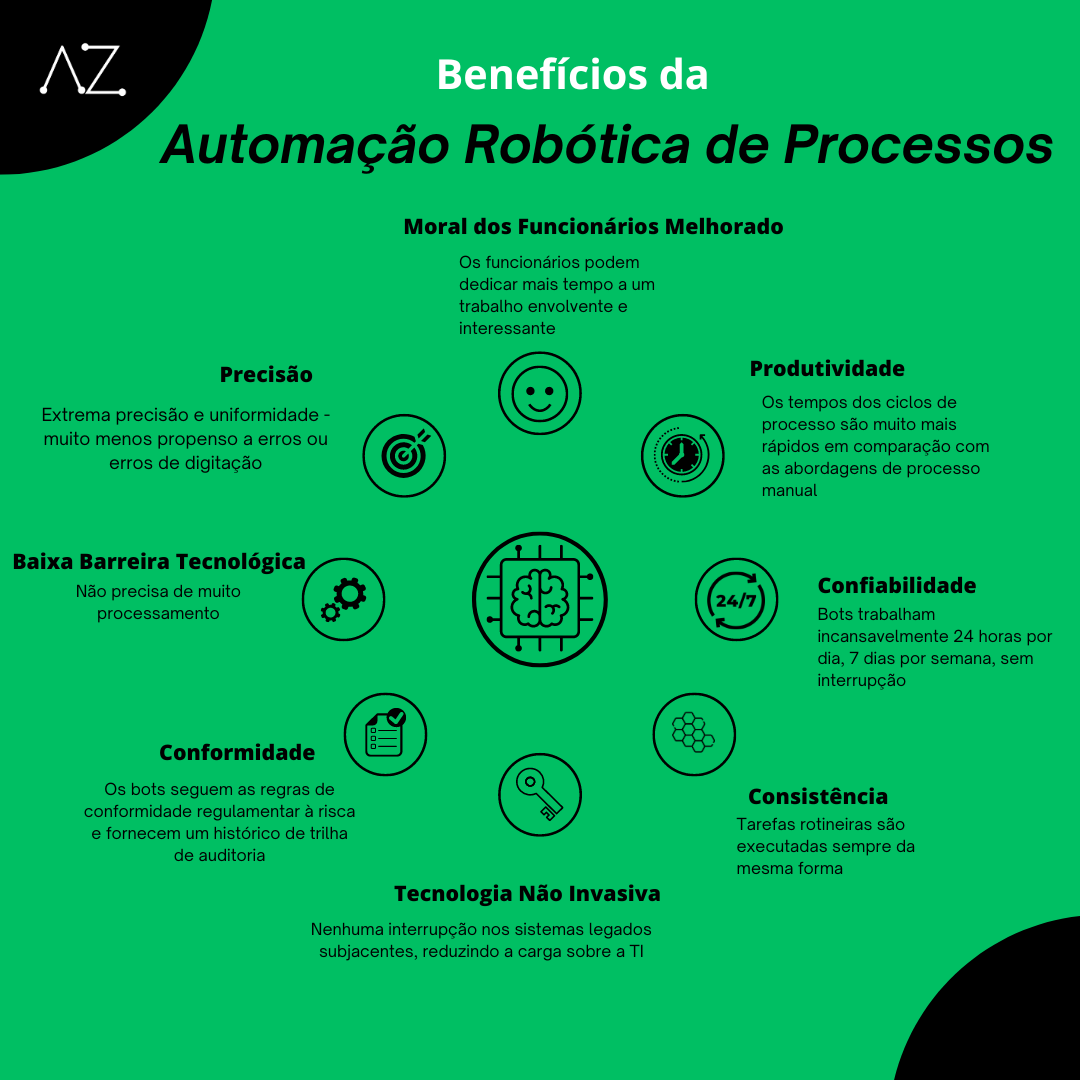 AZ
Benefícios da
Automação Robótica de Processos
Moral dos Funcionários Melhorado
Os funcionários podem
dedicar mais tempo a um
trabalho envolvente e
interessante
Precisão
Extrema precisão e uniformidade -
muito menos propenso a erros ou
erros de digitação
Produtividade
Os tempos dos ciclos de
processo são muito mais
rápidos em comparação com
as abordagens de processo
manual
Baixa Barreira Tecnológica
Não precisa de muito
processamento
24/7
Confiabilidade
Bots trabalham
incansavelmente 24 horas por
dia, 7 dias por semana, sem
interrupção
Conformidade
Os bots seguem as regras de
conformidade regulamentar à risca
e fornecem um histórico de trilha
de auditoria
Consistência
Tarefas rotineiras são
executadas sempre da
mesma forma
Tecnologia Não Invasiva
Nenhuma interrupção nos sistemas legados
subjacentes, reduzindo a carga sobre a TI